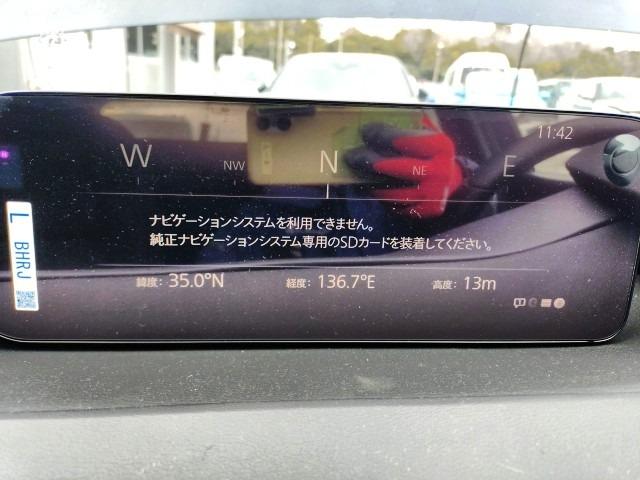 11:42
W NW N NE E
ナビゲーションシステムを利用できません。
純正ナビゲーションシステム専用のSDカードを装着してください。
緯度: 35.0°N 経度: 136.7°E 高度: 13m
L BHRJ